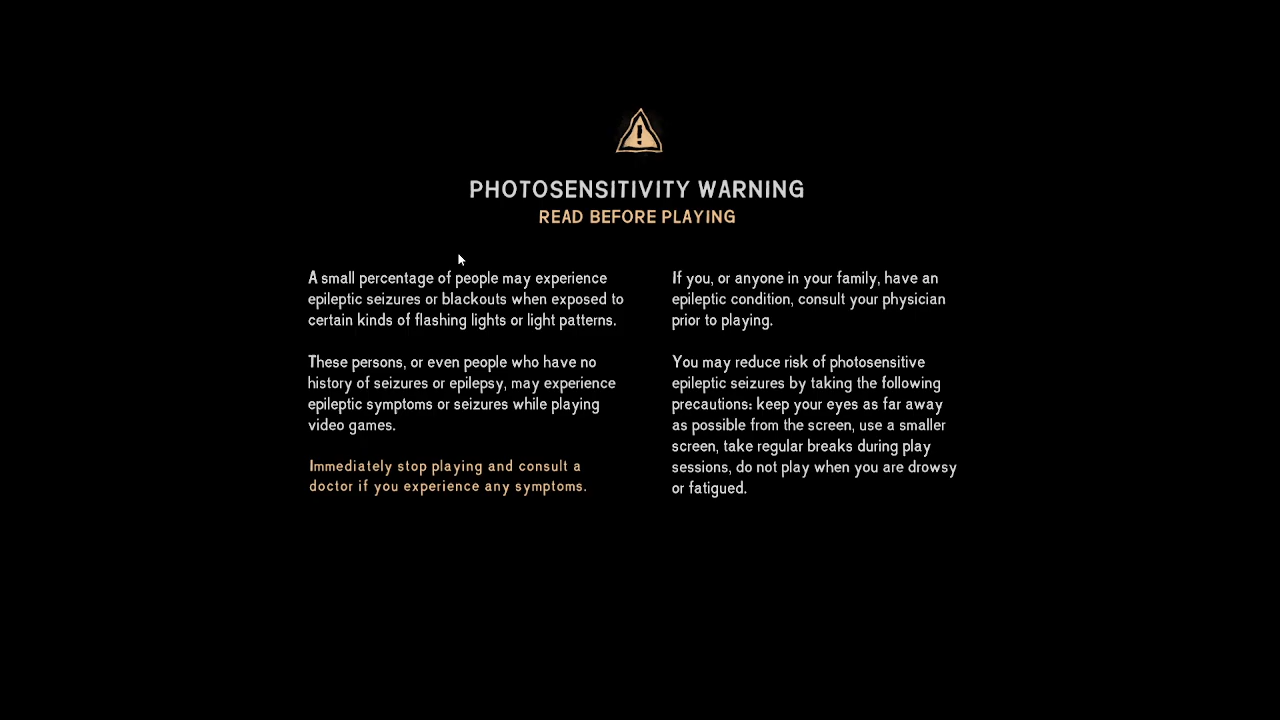 PHOTOSENSITIVITY WARNING
READ BEFORE PLAYING
A small percentage of people may experience
epileptic seizures or blackouts when exposed to
certain kinds of flashing lights or light patterns.
These persons, or even people who have no
history of seizures or epilepsy, may experience
epileptic symptoms or seizures while playing
video games.
Immediately stop playing and consult a
doctor if you experience any symptoms.
If you, or anyone in your family, have an
epileptic condition, consult your physician
prior to playing.
You may reduce risk of photosensitive
epileptic seizures by taking the following
precautions: keep your eyes as far away
as possible from the screen, use a smaller
screen, take regular breaks during play
sessions, do not play when you are drowsy
or fatigued.